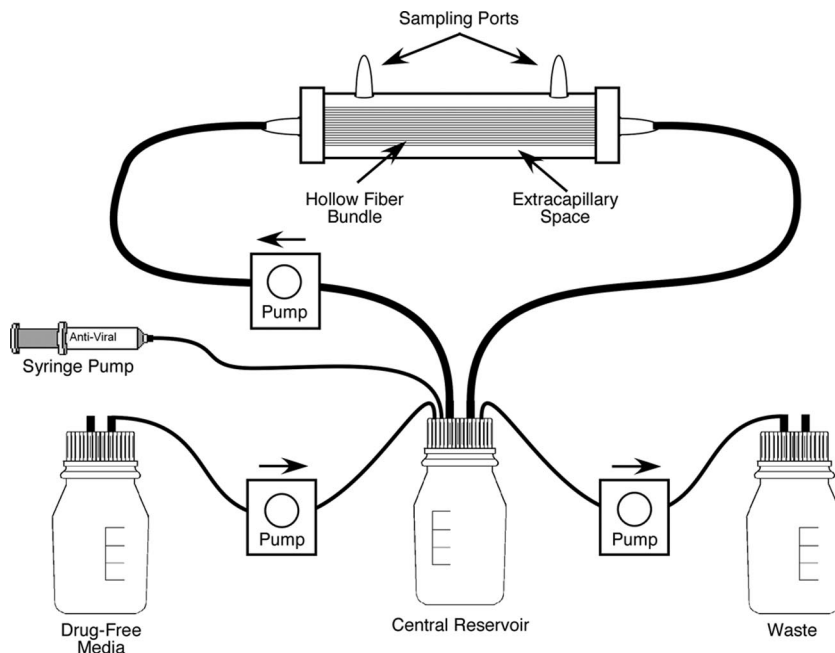 Sampling Ports
Hollow Fiber
Bundle
Extracapillary
Space
Pump
Anti-Viral
Syringe Pump
Pump
Pump
Drug-Free
Media
Central Reservoir
Waste